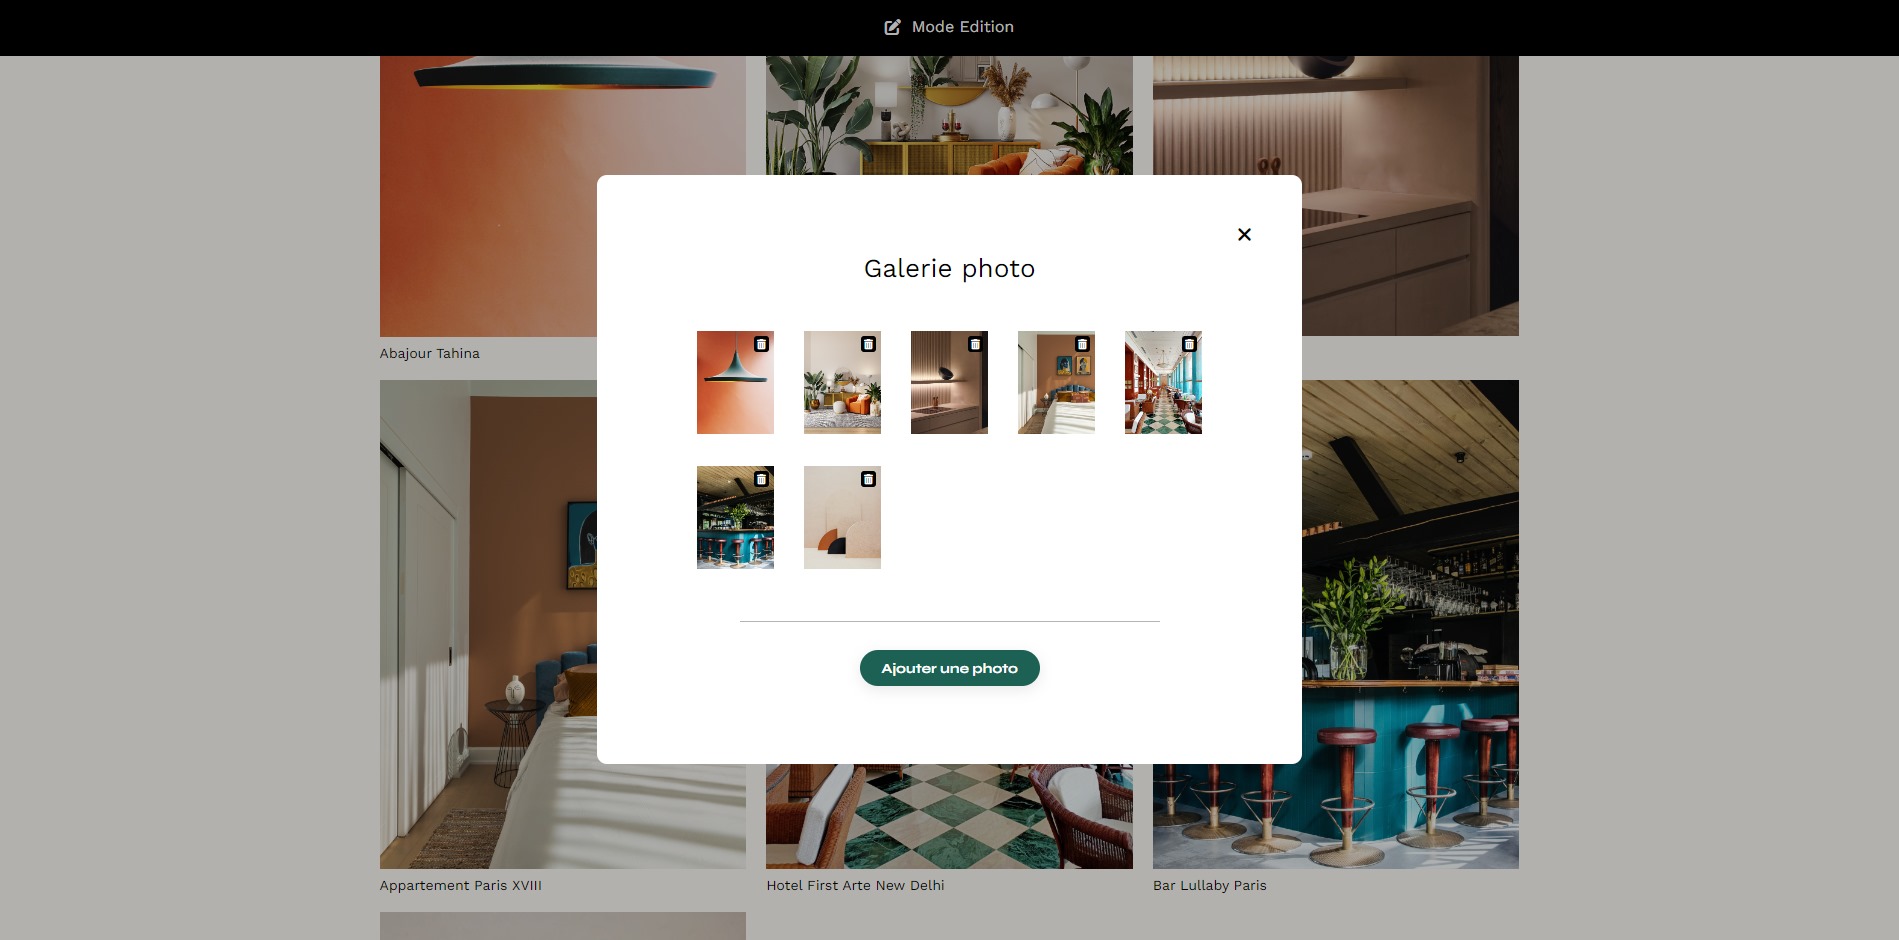 Mode Edition
Galerie photo
Abajour Tahina
Ajouter une photo
Appartement Paris XVIII
Hotel First Arte New Delhi
Bar Lullaby Paris